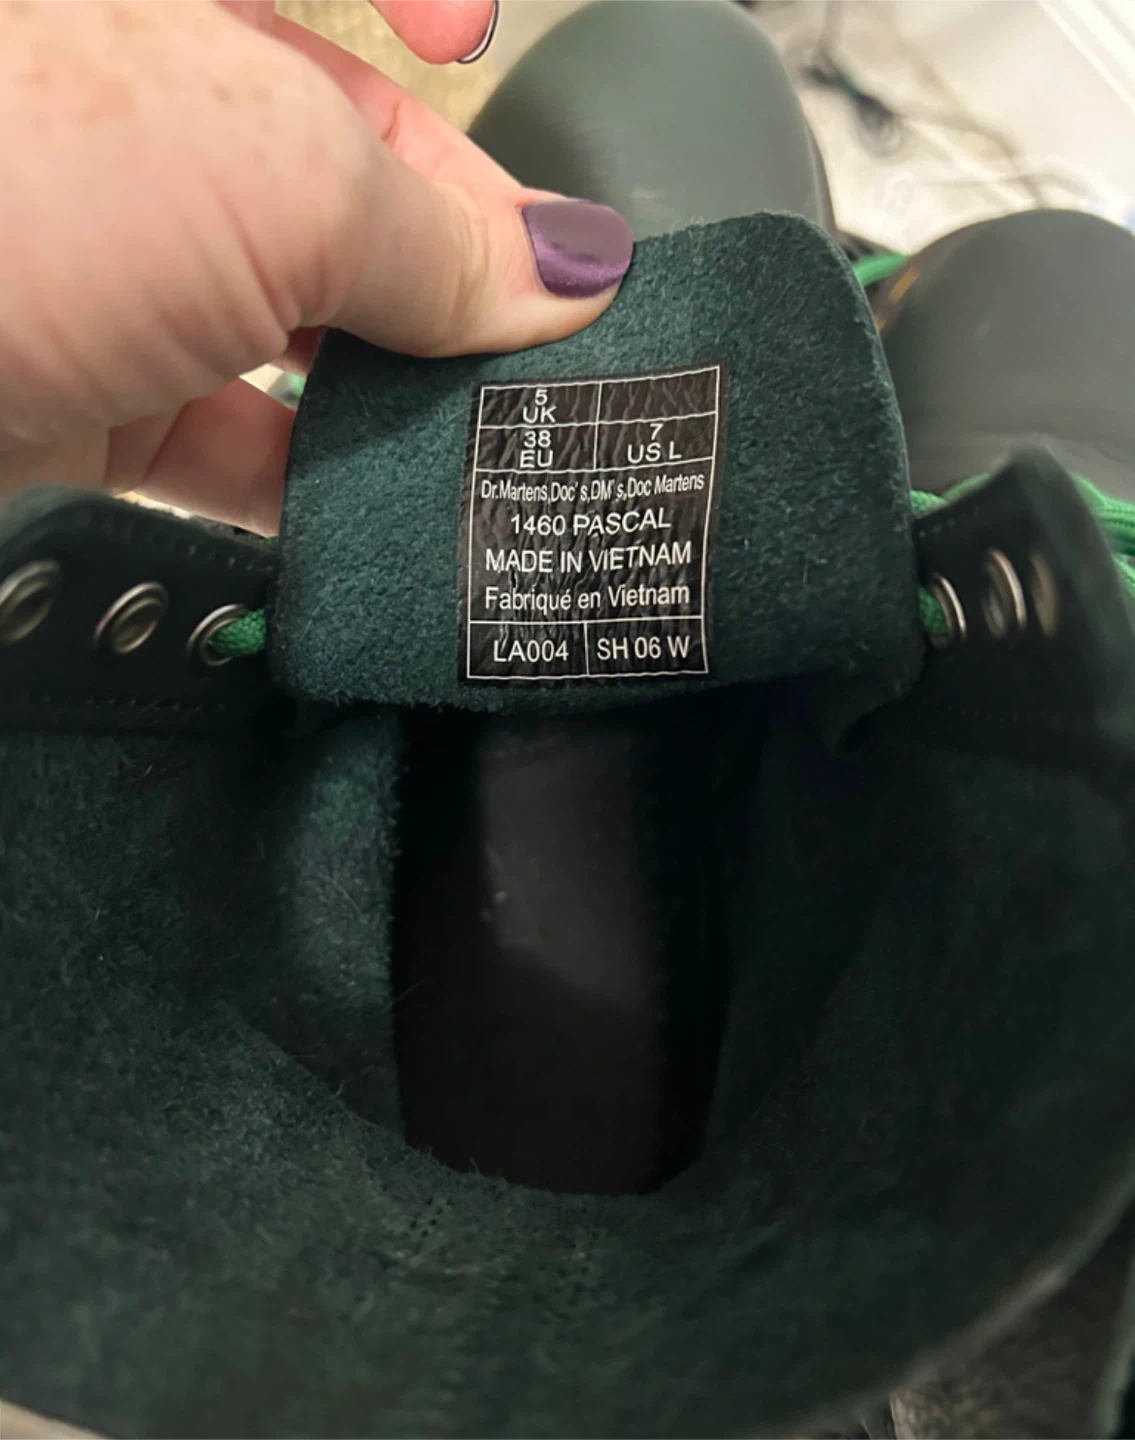 5
UK
38
EU
7
US L
Dr.Martens,Doc's,DM's,Doc Martens
1460 PASCAL
MADE IN VIETNAM
Fabriqué en Vietnam
LA004
SH 06 W